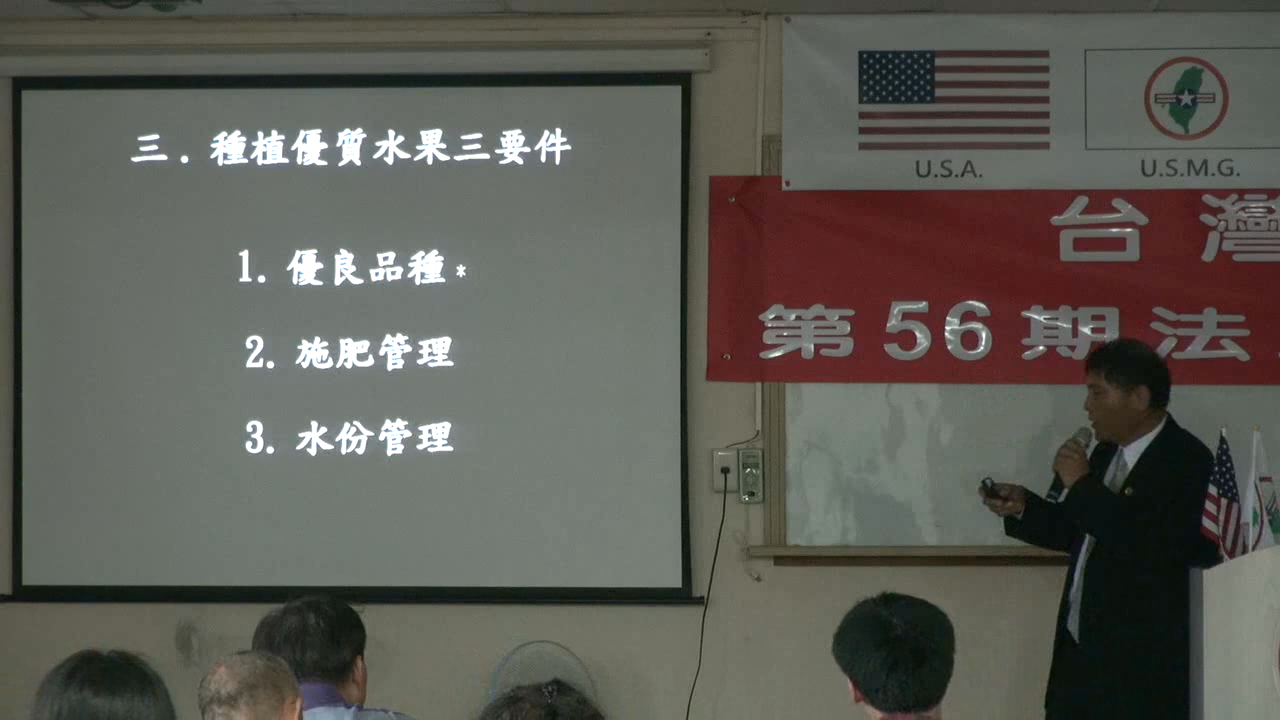 三. 種植優質水果三要件
1. 優良品種*
2. 施肥管理
3. 水份管理
U.S.A.
U.S.M.G.
台灣
第56期法